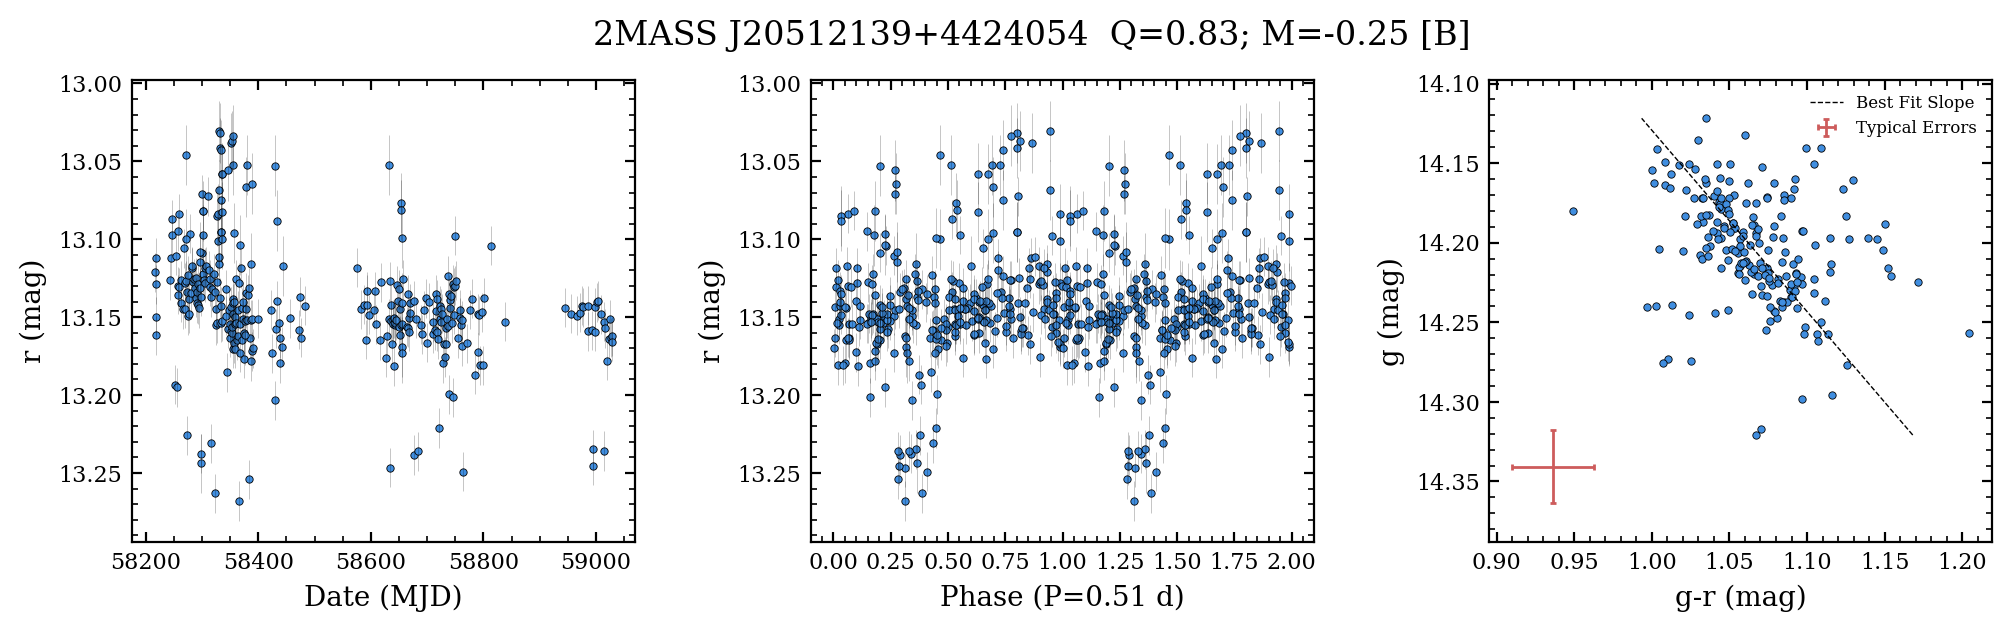 2MASS J20512139+4424054  Q=0.83; M=-0.25 [B]
r (mag)
13.00
13.05
13.10
13.15
13.20
13.25
58200 58400 58600 58800 59000
Date (MJD)
r (mag)
13.00
13.05
13.10
13.15
13.20
13.25
0.00 0.25 0.50 0.75 1.00 1.25 1.50 1.75 2.00
Phase (P=0.51 d)
g (mag)
14.10
14.15
14.20
14.25
14.30
14.35
Best Fit Slope
Typical Errors
0.90 0.95 1.00 1.05 1.10 1.15 1.20
g-r (mag)